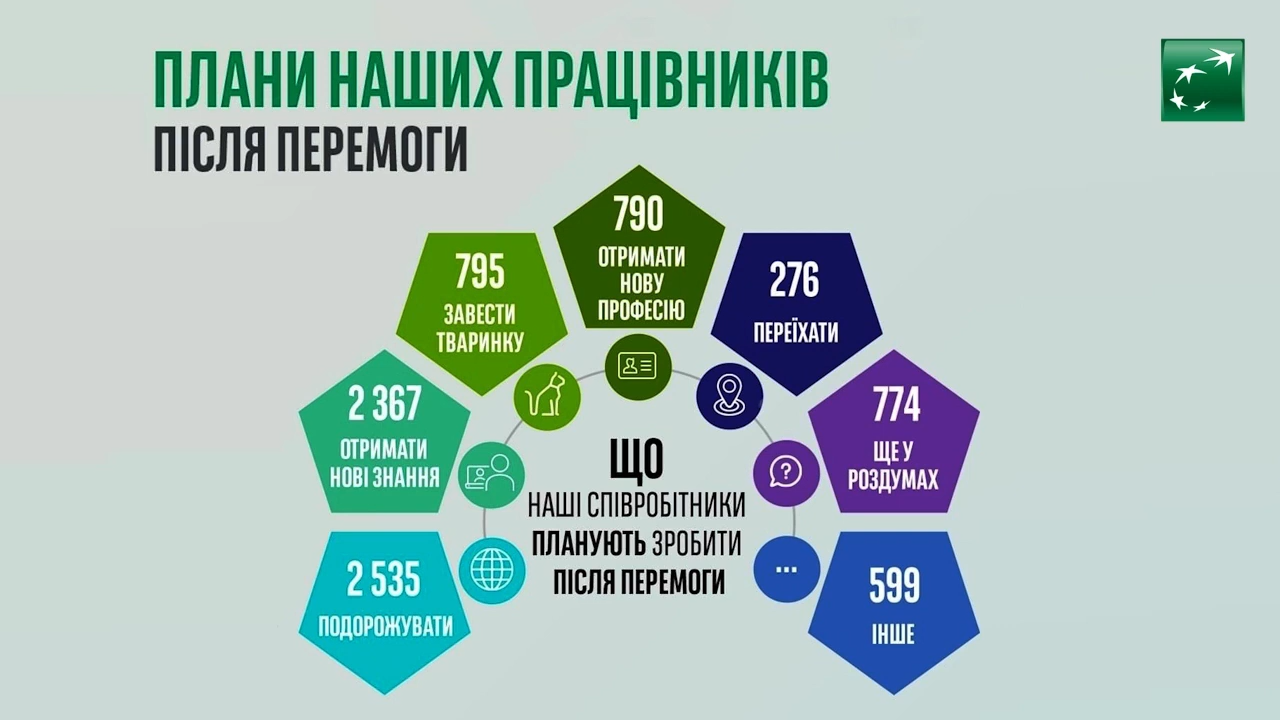 ПЛАНИ НАШИХ ПРАЦІВНИКІВ
ПІСЛЯ ПЕРЕМОГИ
2 535
ПОДОРОЖУВАТИ
2 367
ОТРИМАТИ
НОВІ ЗНАННЯ
795
ЗАВЕСТИ
ТВАРИНКУ
790
ОТРИМАТИ
НОВУ
ПРОФЕСІЮ
276
ПЕРЕЇХАТИ
774
ЩЕ У
РОЗДУМАХ
599
ІНШЕ
ЩО
НАШІ СПІВРОБІТНИКИ
ПЛАНУЮТЬ ЗРОБИТИ
ПІСЛЯ ПЕРЕМОГИ